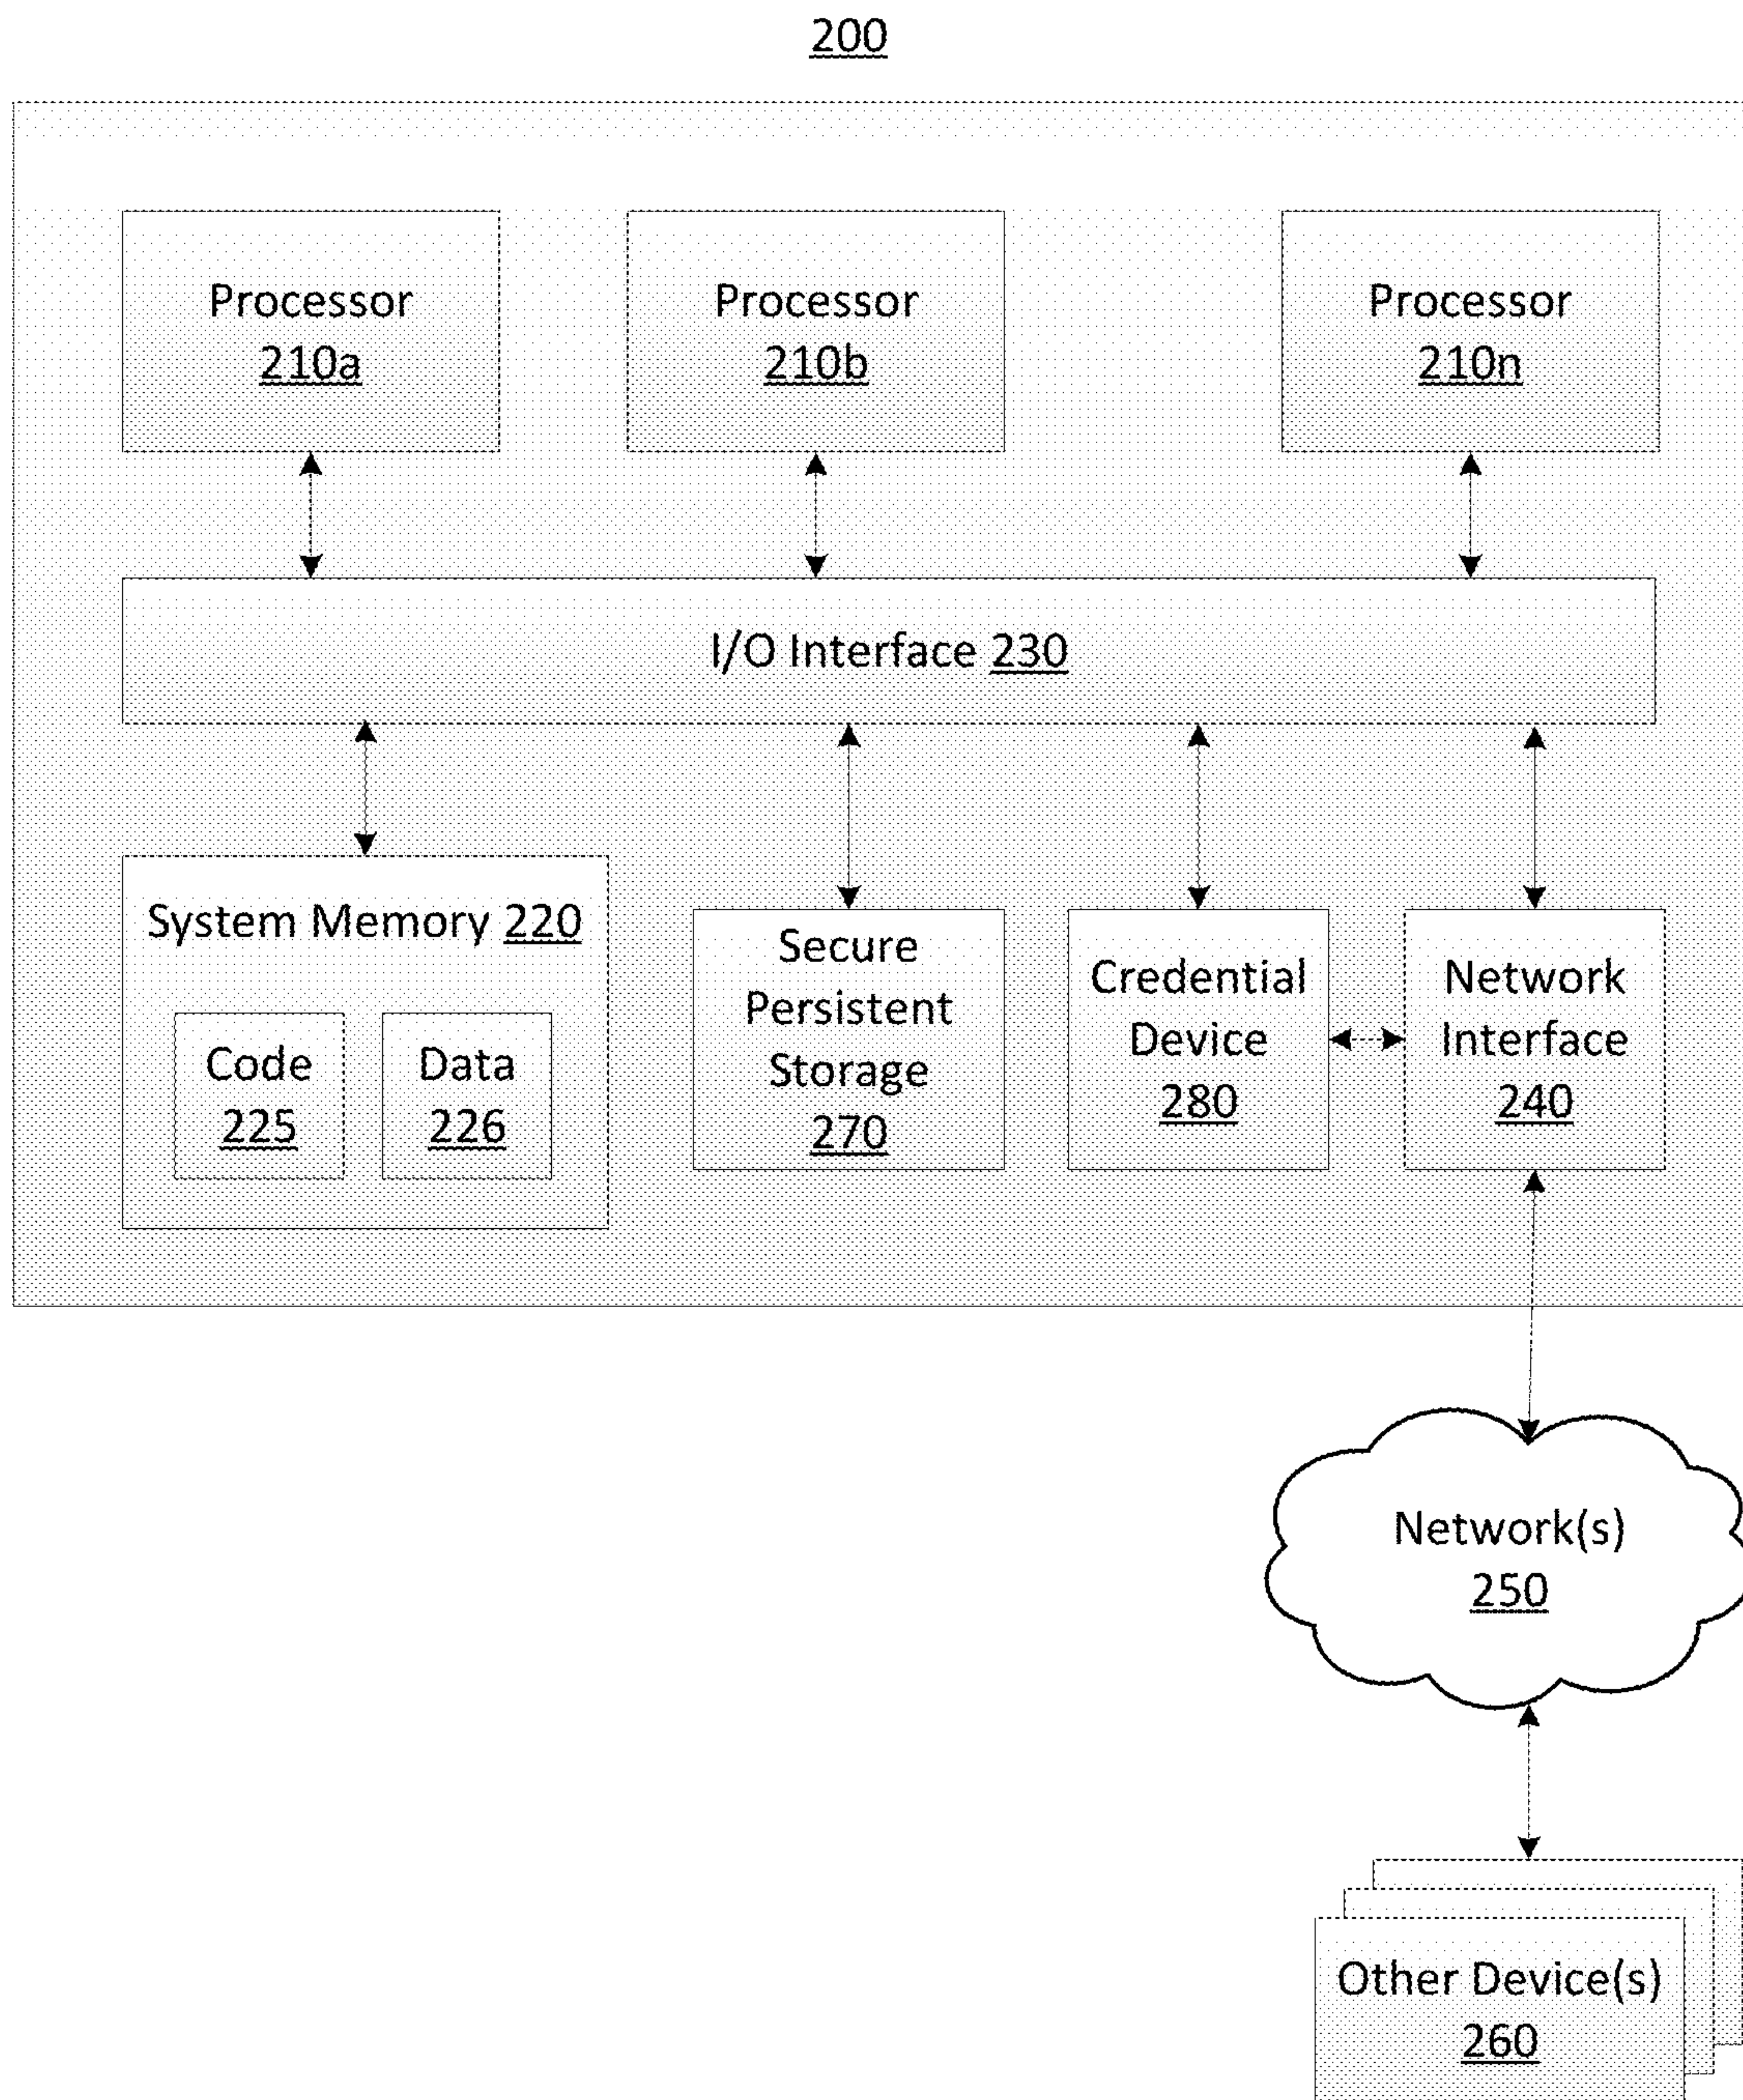 200
Processor
210a
Processor
210b
Processor
210n
I/O Interface 230
System Memory 220
Code
225
Data
226
Secure
Persistent
Storage
270
Credential
Device
280
Network
Interface
240
Network(s)
250
Other Device(s)
260